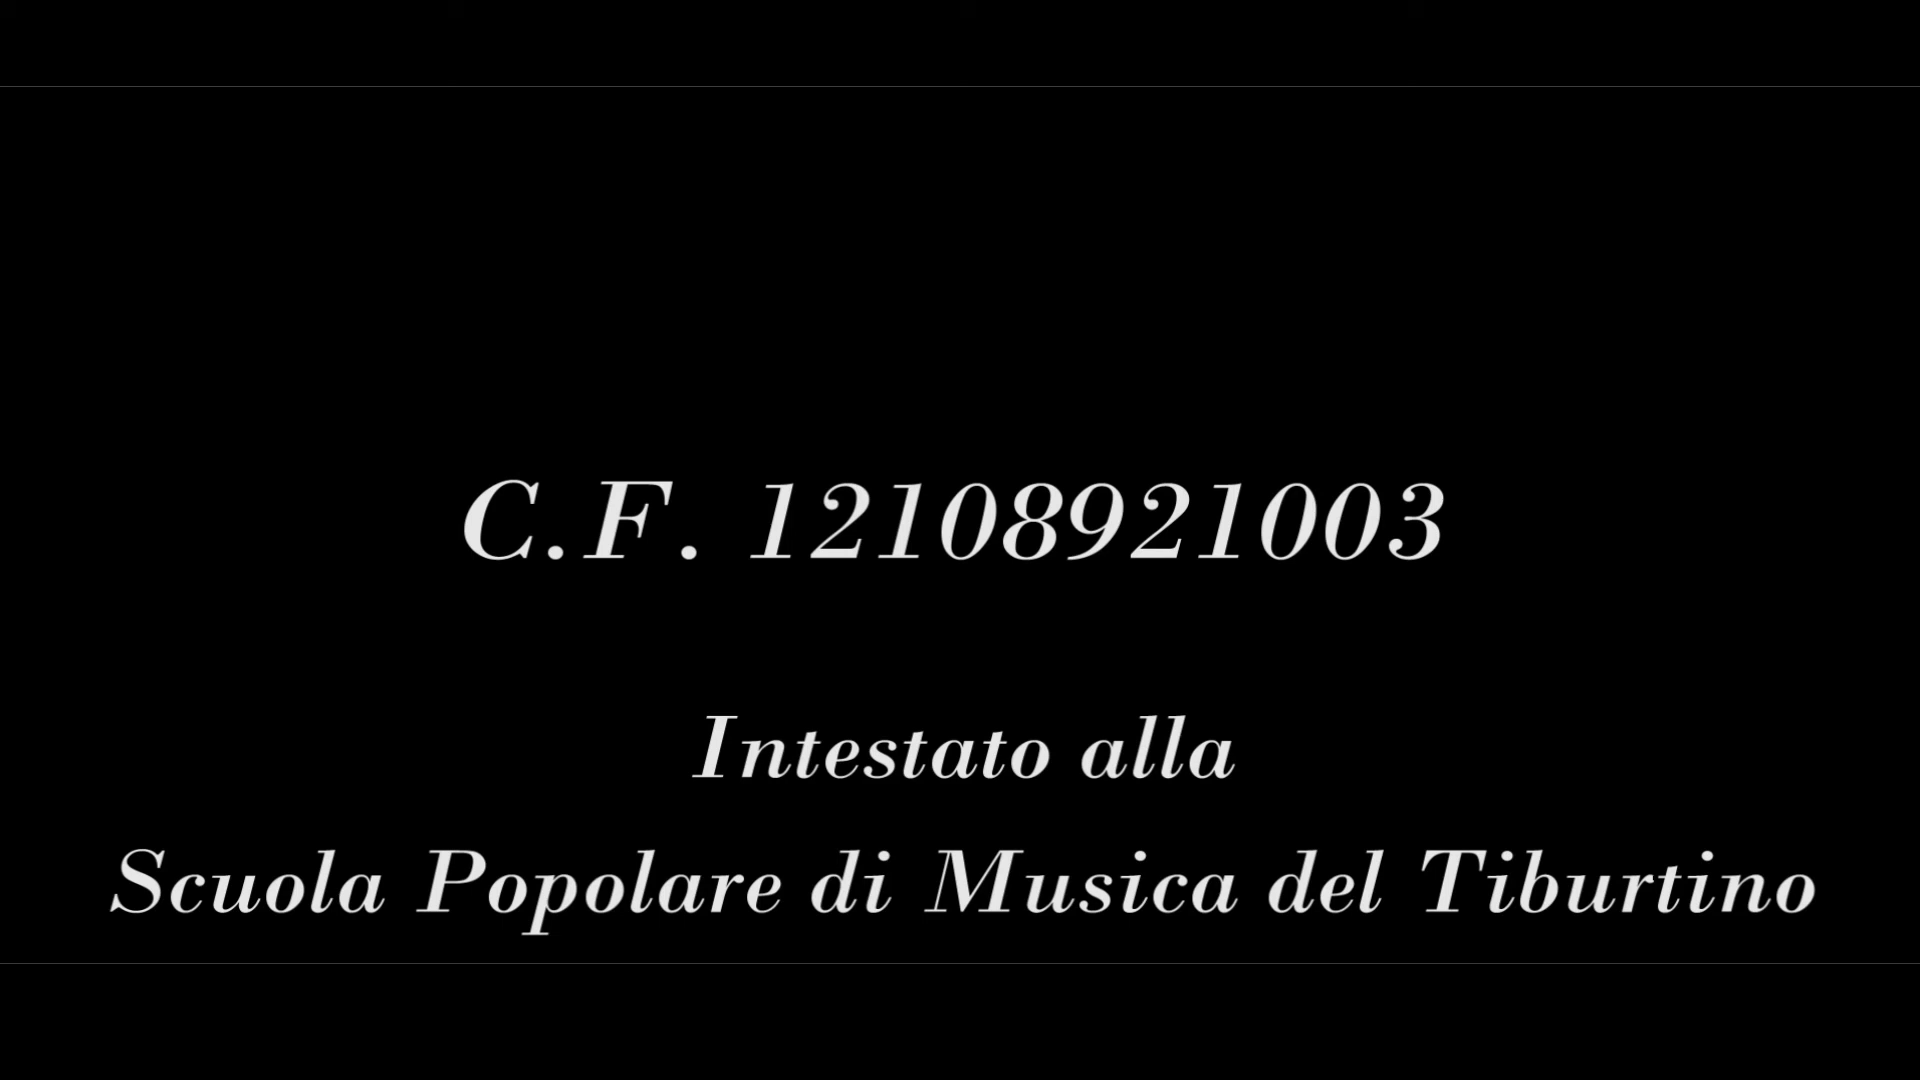 C.F. 12108921003
Intestato alla
Scuola Popolare di Musica del Tiburtino